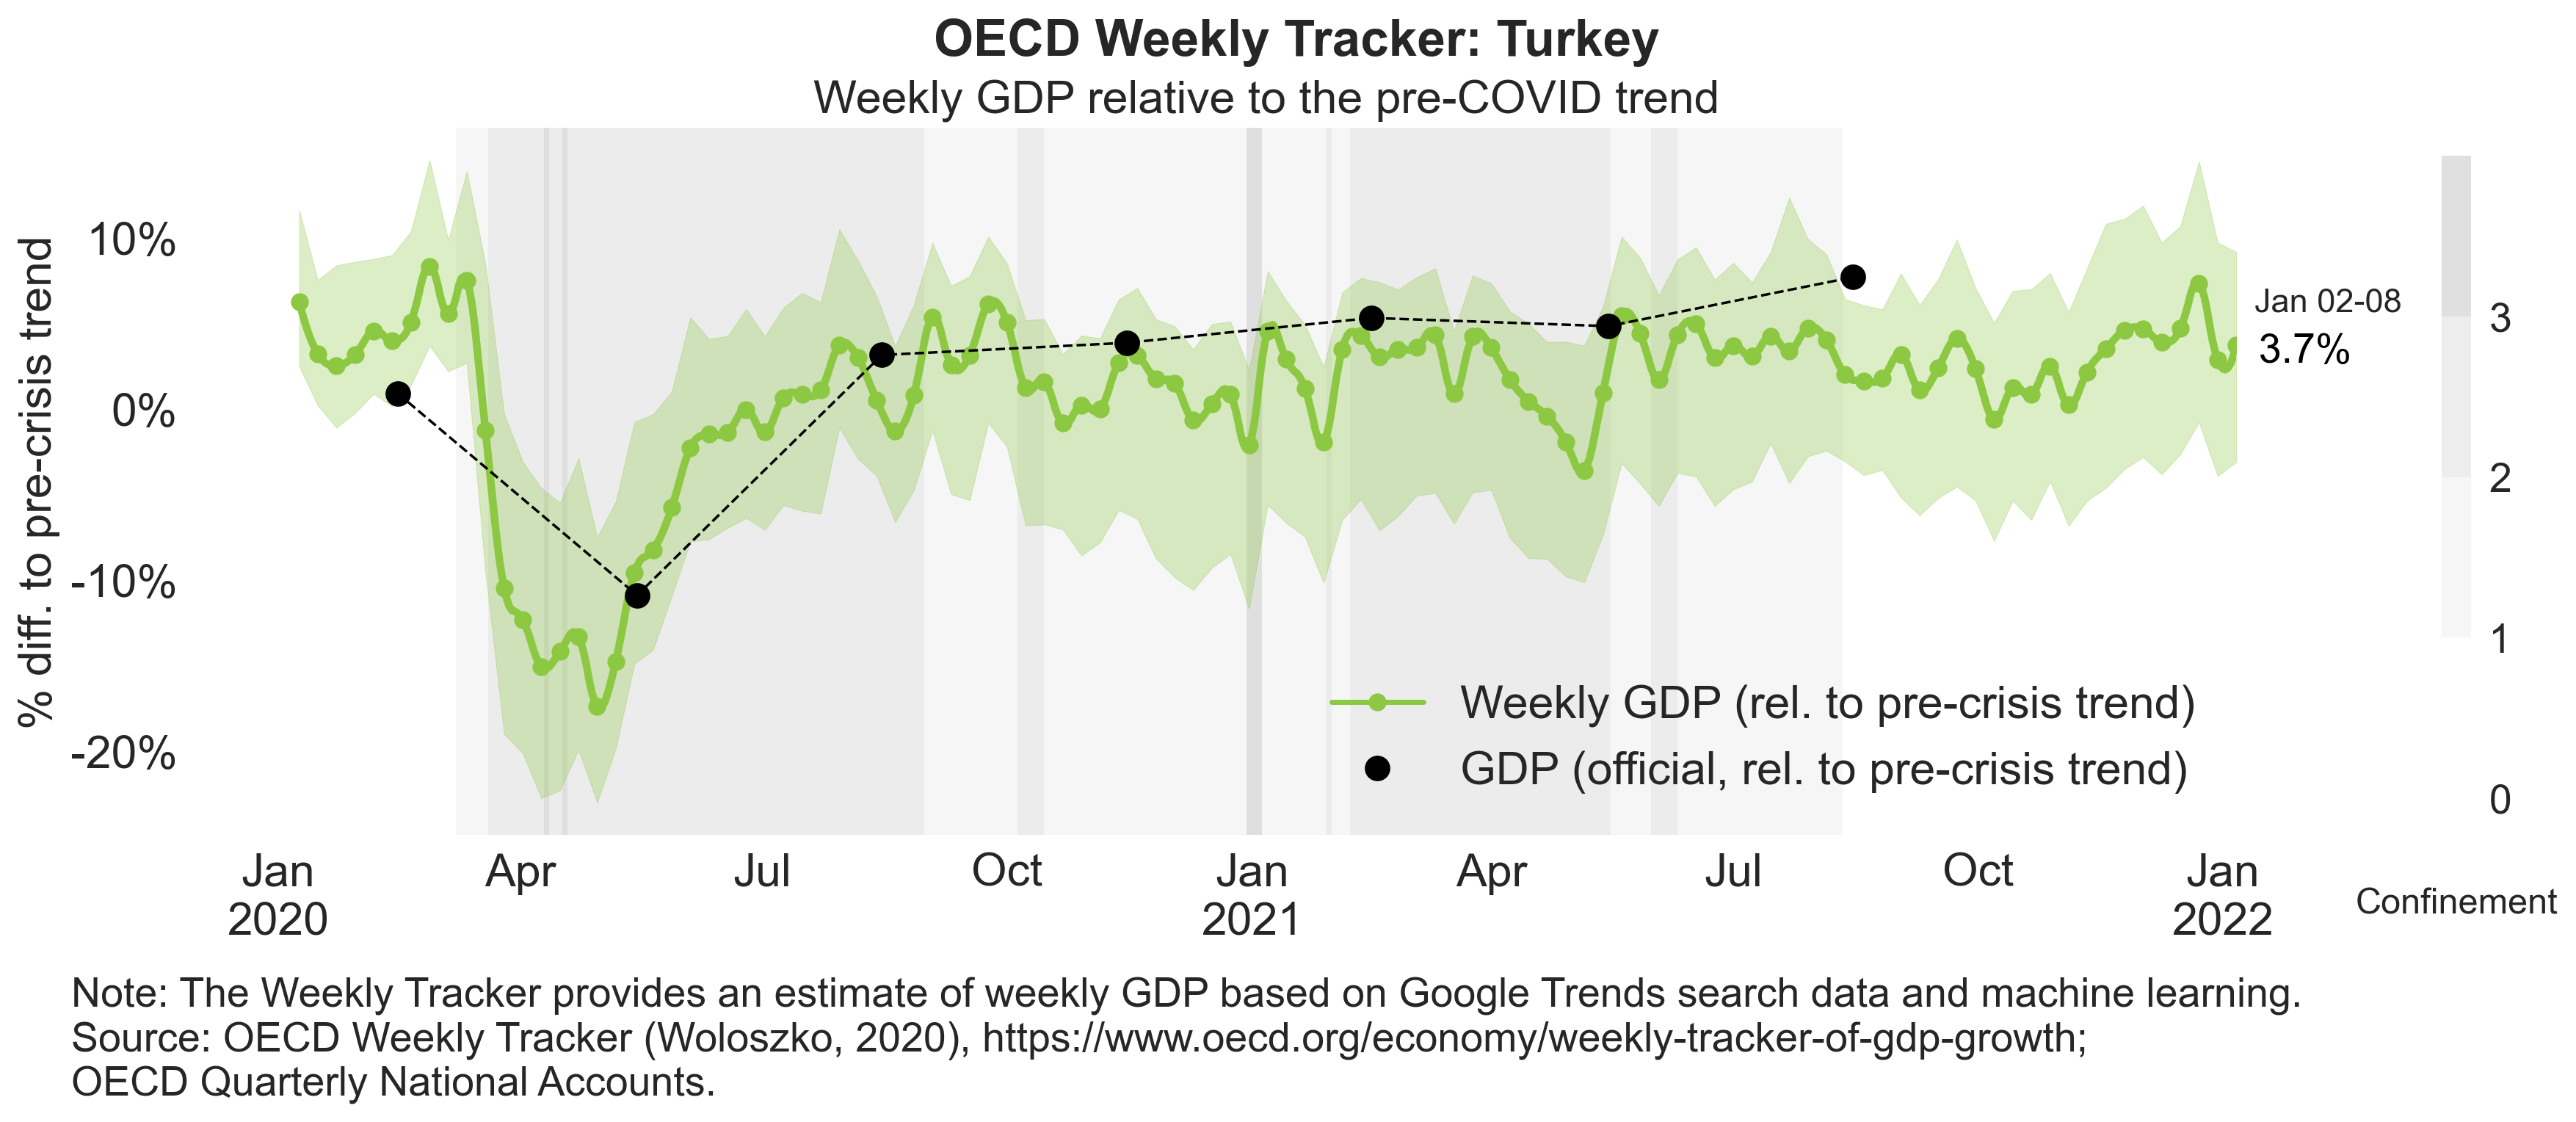 OECD Weekly Tracker: Turkey
Weekly GDP relative to the pre-COVID trend
% diff. to pre-crisis trend
10%
0%
-10%
-20%
Jan 02-08
3.7%
3
2
1
0
Confinement
Weekly GDP (rel. to pre-crisis trend)
GDP (official, rel. to pre-crisis trend)
Jan Apr Jul Oct Jan Apr Jul Oct Jan
2020 2021 2022
Note: The Weekly Tracker provides an estimate of weekly GDP based on Google Trends search data and machine learning.
Source: OECD Weekly Tracker (Woloszko, 2020), https://www.oecd.org/economy/weekly-tracker-of-gdp-growth;
OECD Quarterly National Accounts.